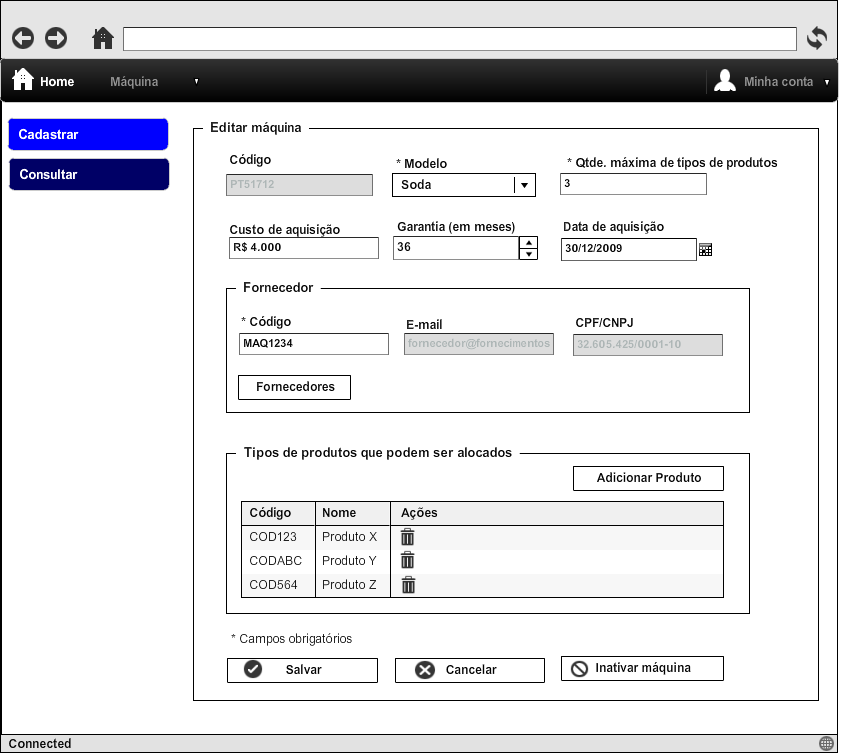 Home Máquina Minha conta
Cadastrar
Consultar
Editar máquina
Código * Modelo * Qtde. máxima de tipos de produtos
PT51712 Soda 3
Custo de aquisição Garantia (em meses) Data de aquisição
R$ 4.000 36 30/12/2009
Fornecedor
* Código E-mail CPF/CNPJ
MAQ1234 fornecedor@fornecimentos 32.605.425/0001-10
Fornecedores
Tipos de produtos que podem ser alocados
Adicionar Produto
Código Nome Ações
COD123 Produto X
CODABC Produto Y
COD564 Produto Z
* Campos obrigatórios
Salvar Cancelar Inativar máquina
Connected